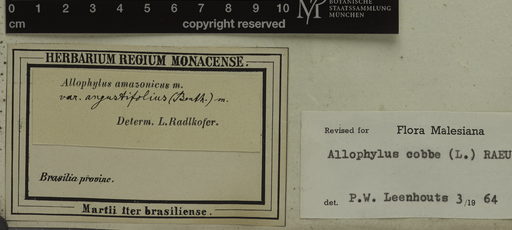 0 1 2 3 4 5 6 7 8 9 10
cm copyright reserved
BOTANISCHE
STAATSSAMMLUNG
MÜNCHEN
HERBARIUM REGIUM MONACENSE.
Allophylus amazonicus m.
var. angustifolius (Benth.) m.
Determ. L. Radlkofer.
Brasilia provinc.
Martii Iter brasiliense.
Revised for Flora Malesiana
Allophylus cobbe (L.) RAEU
det. P.W. Leenhouts 3/19 64